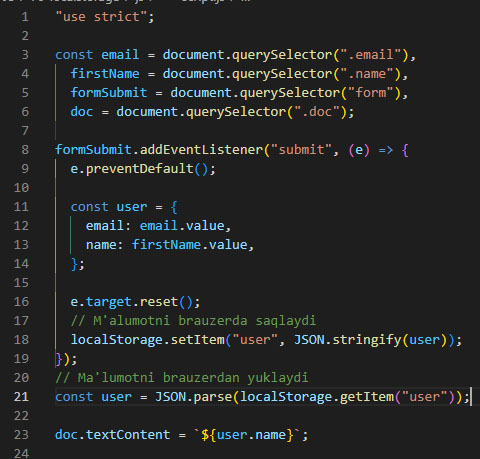 1 "use strict";
2
3 const email = document.querySelector(".email"),
4 firstName = document.querySelector(".name"),
5 formSubmit = document.querySelector("form"),
6 doc = document.querySelector(".doc");
7
8 formSubmit.addEventListener("submit", (e) => {
9 e.preventDefault();
10
11 const user = {
12 email: email.value,
13 name: firstName.value,
14 };
15
16 e.target.reset();
17 // M'alumotni brauzerda saqlaydi
18 localStorage.setItem("user", JSON.stringify(user));
19 });
20 // Ma'lumotni brauzerdan yuklaydi
21 const user = JSON.parse(localStorage.getItem("user"));
22
23 doc.textContent = `${user.name}`;
24